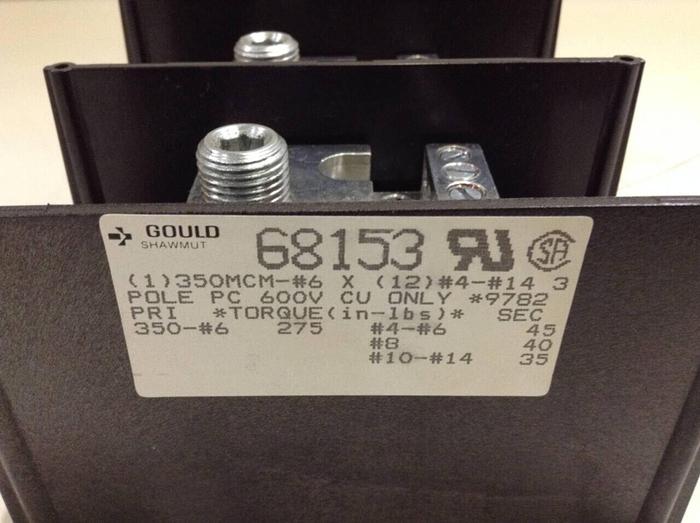 GOULD 68153
SHAWMUT
(1)350MCM-#6 X (12)#4-#14 3
POLE PC 600V CU ONLY *9782
PRI *TORQUE(in-lbs)* SEC
350-#6 275 #4-#6 45
#8 40
#10-#14 35